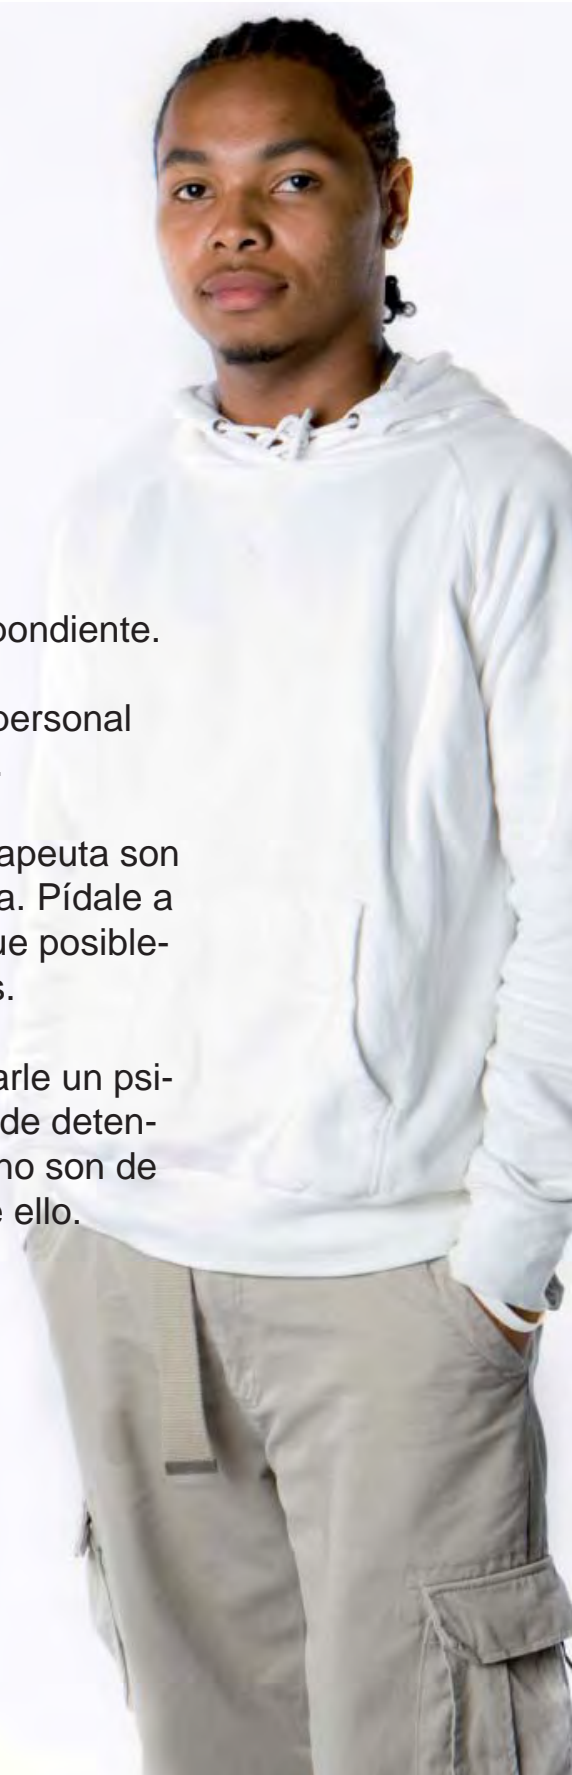 pondiente.
personal
apeuta son
a. Pídale a
ue posible-
s.
arle un psi-
de deten-
no son de
e ello.